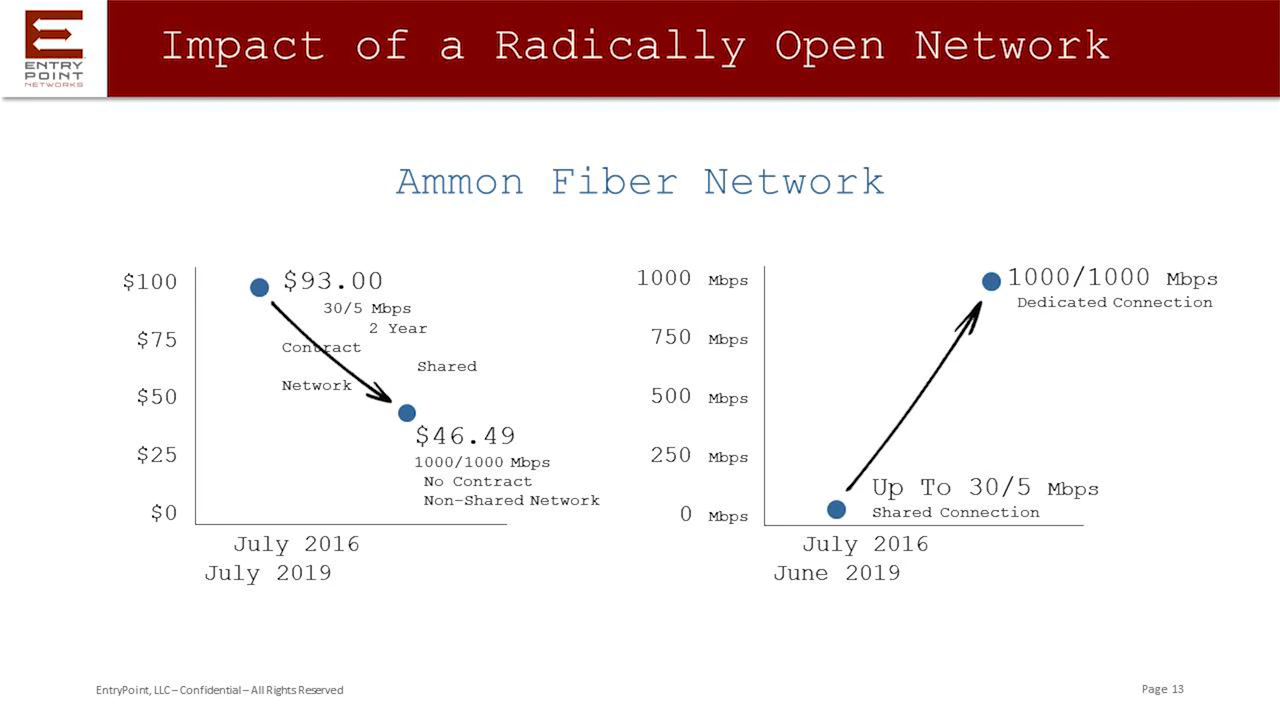 ENTRY
POINT
NETWORKS
Impact of a Radically Open Network
Ammon Fiber Network
$100
$75
$50
$25
$0
$93.00
30/5 Mbps
2 Year
Contract
Shared
Network
$46.49
1000/1000 Mbps
No Contract
Non-Shared Network
July 2016
July 2019
1000 Mbps
750 Mbps
500 Mbps
250 Mbps
0 Mbps
1000/1000 Mbps
Dedicated Connection
Up To 30/5 Mbps
Shared Connection
July 2016
June 2019
EntryPoint, LLC – Confidential – All Rights Reserved
Page 13